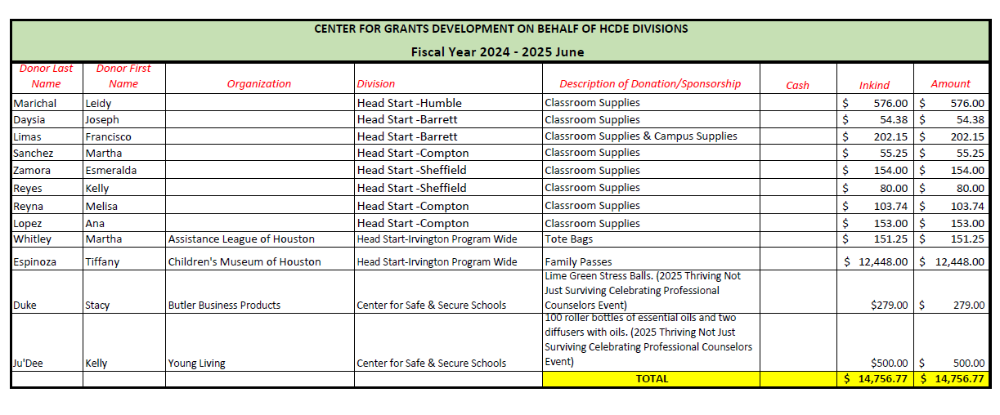 CENTER FOR GRANTS DEVELOPMENT ON BEHALF OF HCDE DIVISIONS
Fiscal Year 2024 - 2025 June
Donor Last Name Donor First Name Organization Division Description of Donation/Sponsorship Cash Inkind Amount
Marichal Leidy Head Start -Humble Classroom Supplies $ 576.00 $ 576.00
Daysia Joseph Head Start -Barrett Classroom Supplies $ 54.38 $ 54.38
Limas Francisco Head Start -Barrett Classroom Supplies & Campus Supplies $ 202.15 $ 202.15
Sanchez Martha Head Start -Compton Classroom Supplies $ 55.25 $ 55.25
Zamora Esmeralda Head Start -Sheffield Classroom Supplies $ 154.00 $ 154.00
Reyes Kelly Head Start -Sheffield Classroom Supplies $ 80.00 $ 80.00
Reyna Melisa Head Start -Compton Classroom Supplies $ 103.74 $ 103.74
Lopez Ana Head Start -Compton Classroom Supplies $ 153.00 $ 153.00
Whitley Martha Assistance League of Houston Head Start-Irvington Program Wide Tote Bags $ 151.25 $ 151.25
Espinoza Tiffany Children's Museum of Houston Head Start-Irvington Program Wide Family Passes $ 12,448.00 $ 12,448.00
Lime Green Stress Balls. (2025 Thriving Not
Just Surviving Celebrating Professional
Duke Stacy Butler Business Products Center for Safe & Secure Schools Counselors Event) $279.00 $ 279.00
100 roller bottles of essential oils and two
diffusers with oils. (2025 Thriving Not Just
Surviving Celebrating Professional Counselors
Ju'Dee Kelly Young Living Center for Safe & Secure Schools Event) $500.00 $ 500.00
TOTAL $ 14,756.77 $ 14,756.77